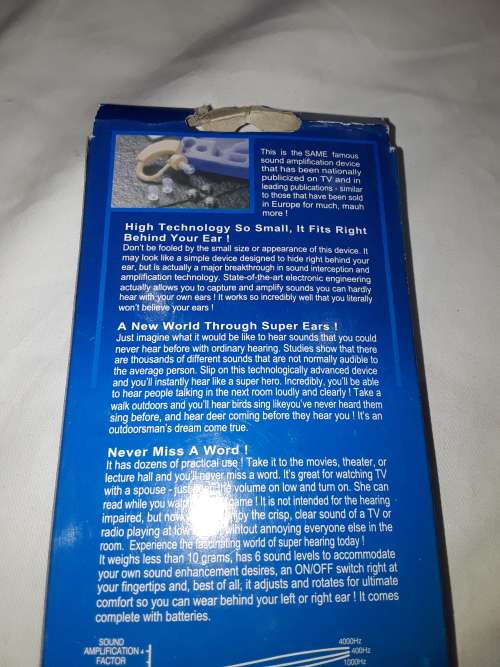 This is the SAME famous
sound amplification device
that has been nationally
publicized on TV and in
leading publications - similar
to those that have been sold
in Europe for much, mauh
more !
High Technology So Small, It Fits Right
Behind Your Ear !
Don't be fooled by the small size or appearance of this device. It
may look like a simple device designed to hide right behind your
ear, but is actually a major breakthrough in sound interception and
amplification technology. State-of-the-art electronic engineering
actually allows you to capture and amplify sounds you can hardly
hear with your own ears ! It works so incredibly well that you literally
won't believe your ears !
A New World Through Super Ears !
Just imagine what it would be like to hear sounds that you could
never hear before with ordinary hearing. Studies show that there
are thousands of different sounds that are not normally audible to
the average person. Slip on this technologically advanced device
and you'll instantly hear like a super hero. Incredibly, you'll be able
to hear people talking in the next room loudly and clearly ! Take a
walk outdoors and you'll hear birds sing likeyou've never heard them
sing before, and hear deer coming before they hear you ! It's an
outdoorsman's dream come true.
Never Miss A Word !
It has dozens of practical use ! Take it to the movies, theater, or
lecture hall and you'll never miss a word. It's great for watching TV
with a spouse - just the volume on low and turn on. She can
read while you game ! It is not intended for the hearing
impaired, but now the crisp, clear sound of a TV or
radio playing at low without annoying everyone else in the
room. Experience the fascinating world of super hearing today !
It weighs less than 10 grams, has 6 sound levels to accommodate
your own sound enhancement desires, an ON/OFF switch right at
your fingertips and, best of all, it adjusts and rotates for ultimate
comfort so you can wear behind your left or right ear ! It comes
complete with batteries.
SOUND
AMPLIFICATION 4
FACTOR
4000Hz
400Hz
1000Hz